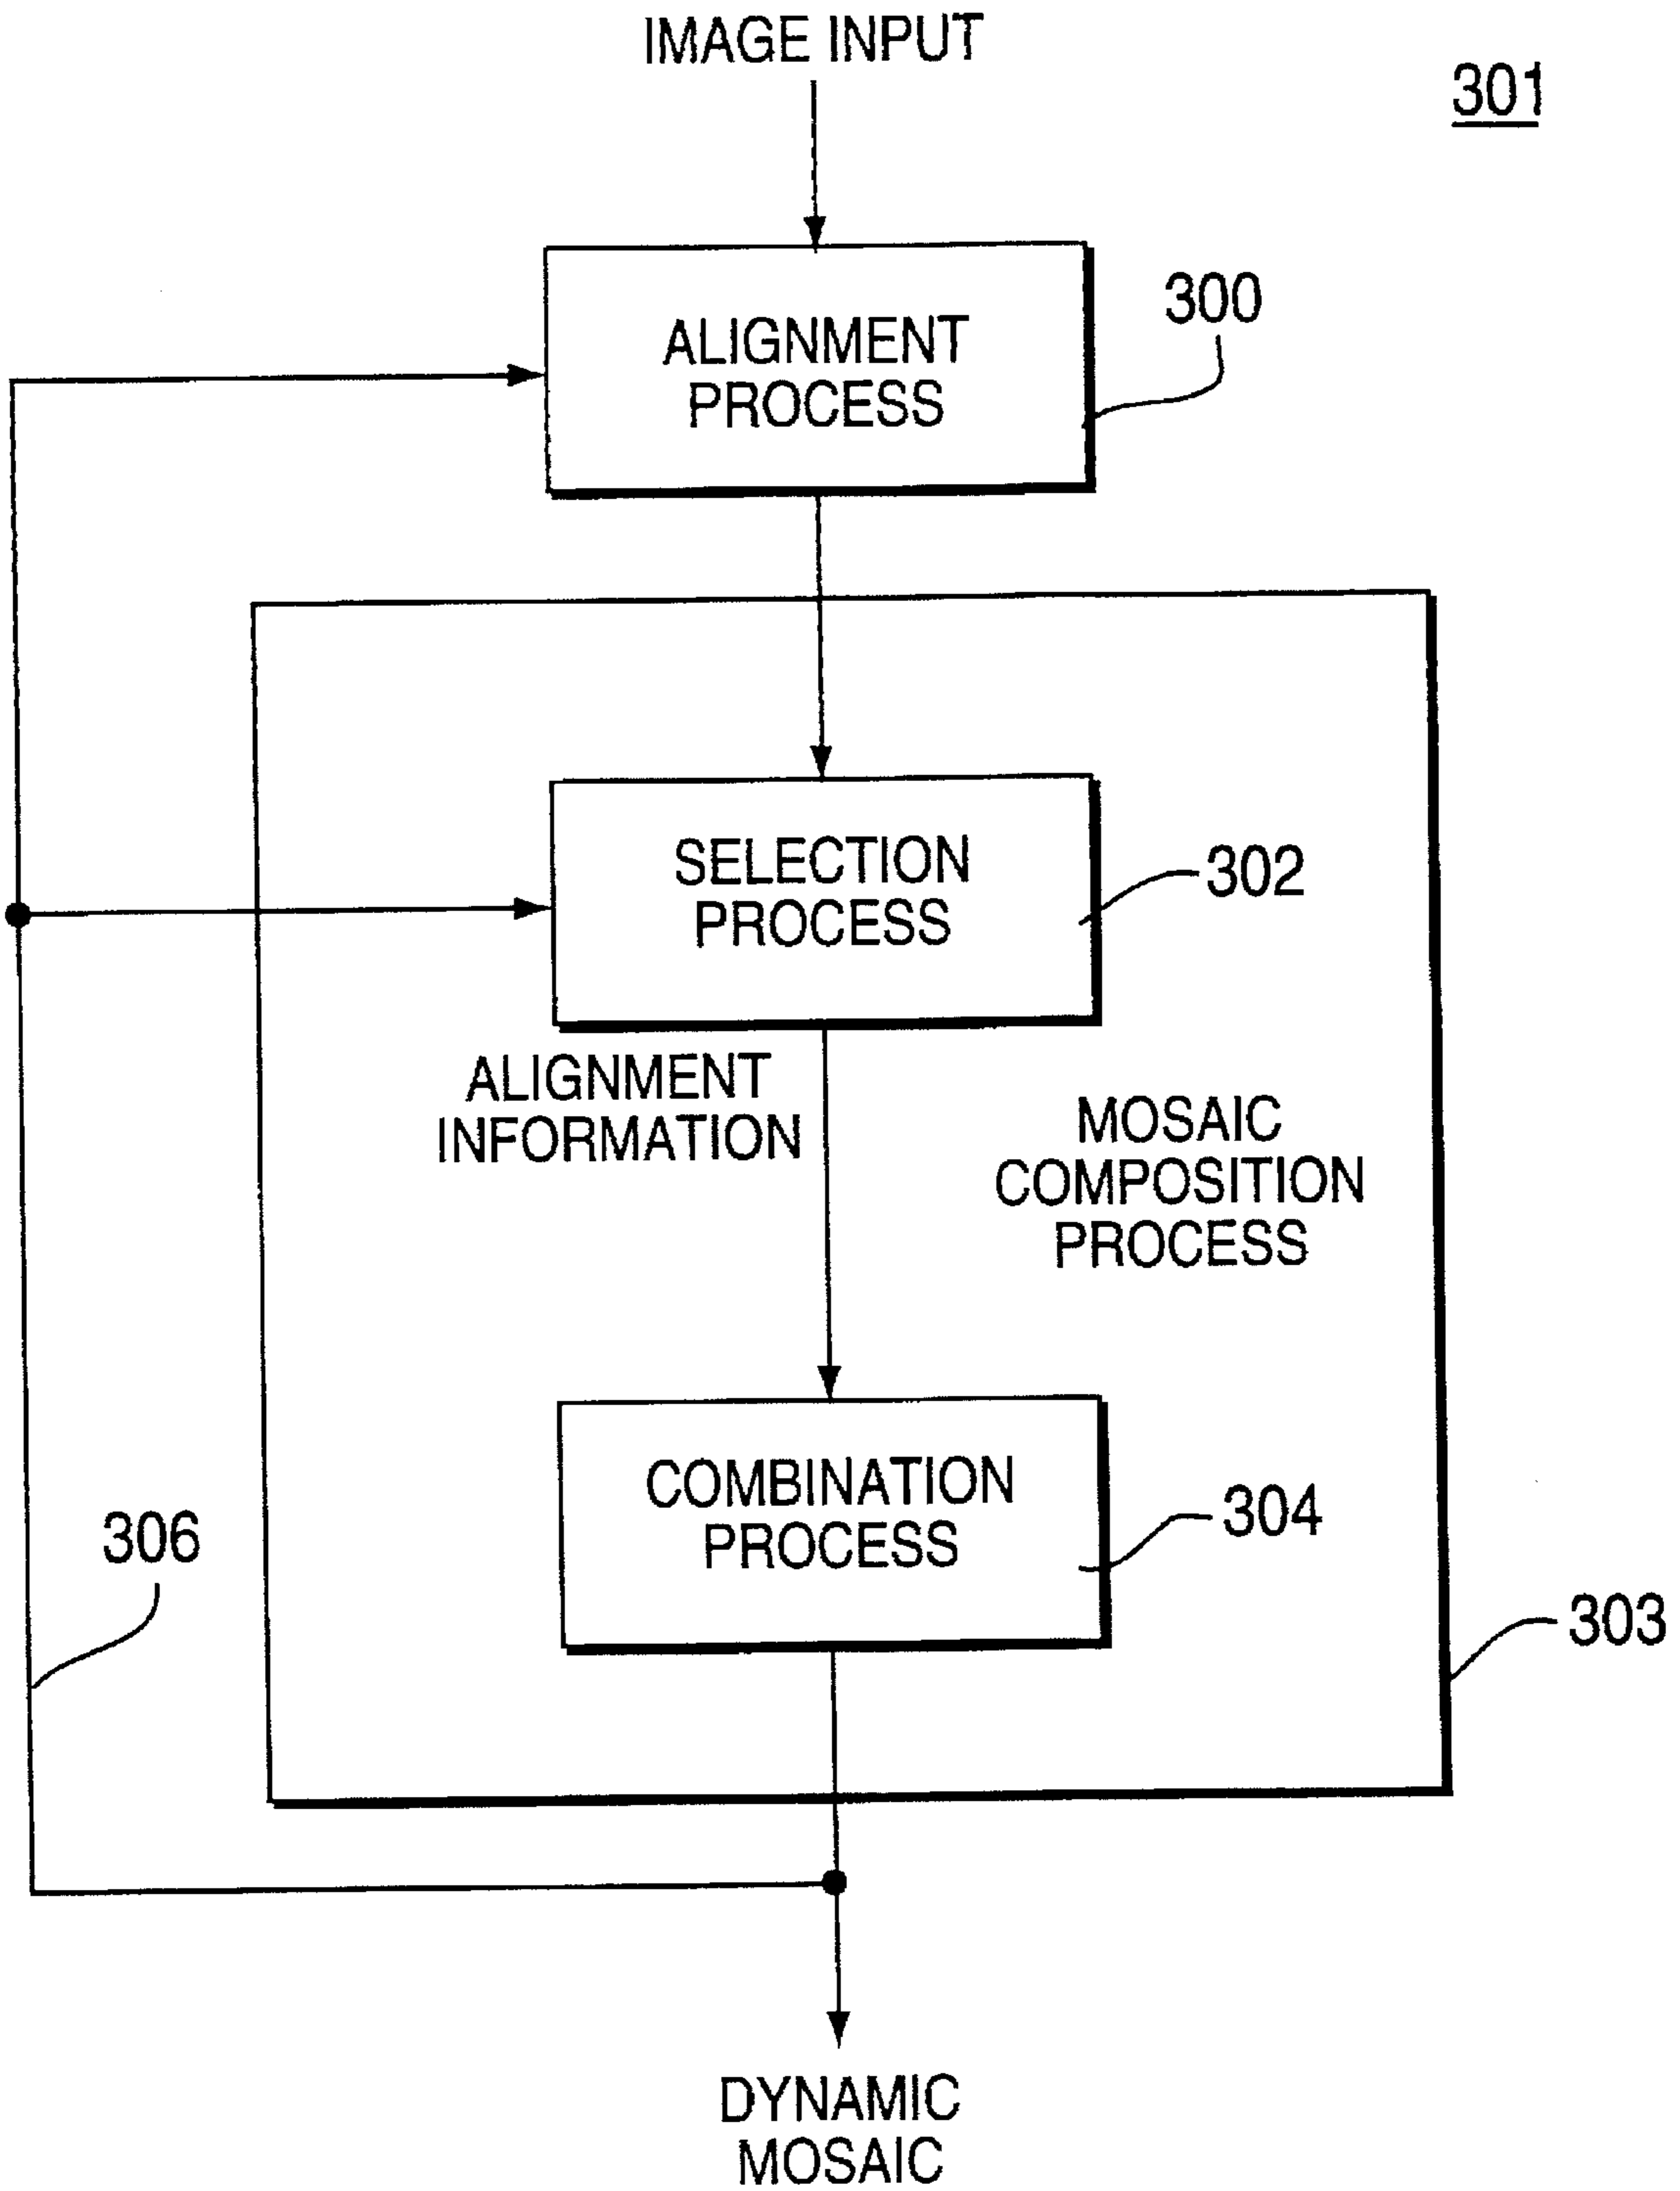 IMAGE INPUT
301
ALIGNMENT
PROCESS
300
SELECTION
PROCESS
302
ALIGNMENT
INFORMATION
MOSAIC
COMPOSITION
PROCESS
COMBINATION
PROCESS
304
306
303
DYNAMIC
MOSAIC